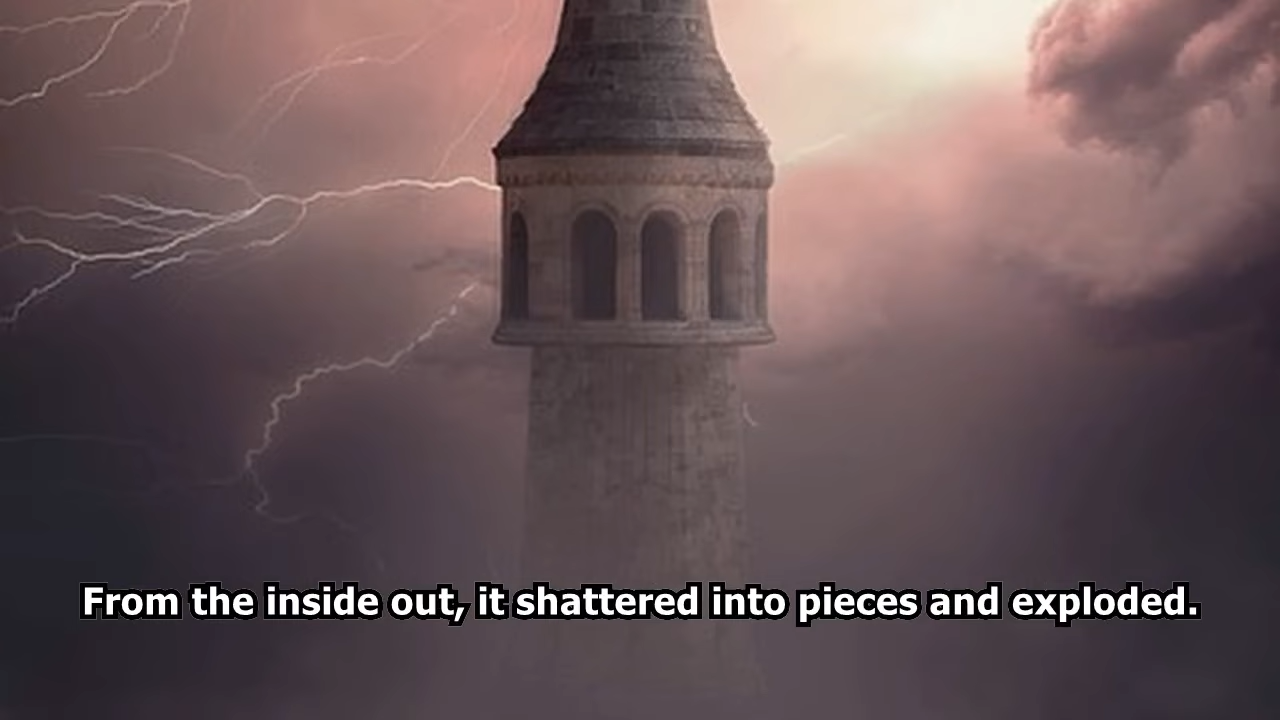 From the inside out, it shattered into pieces and exploded.